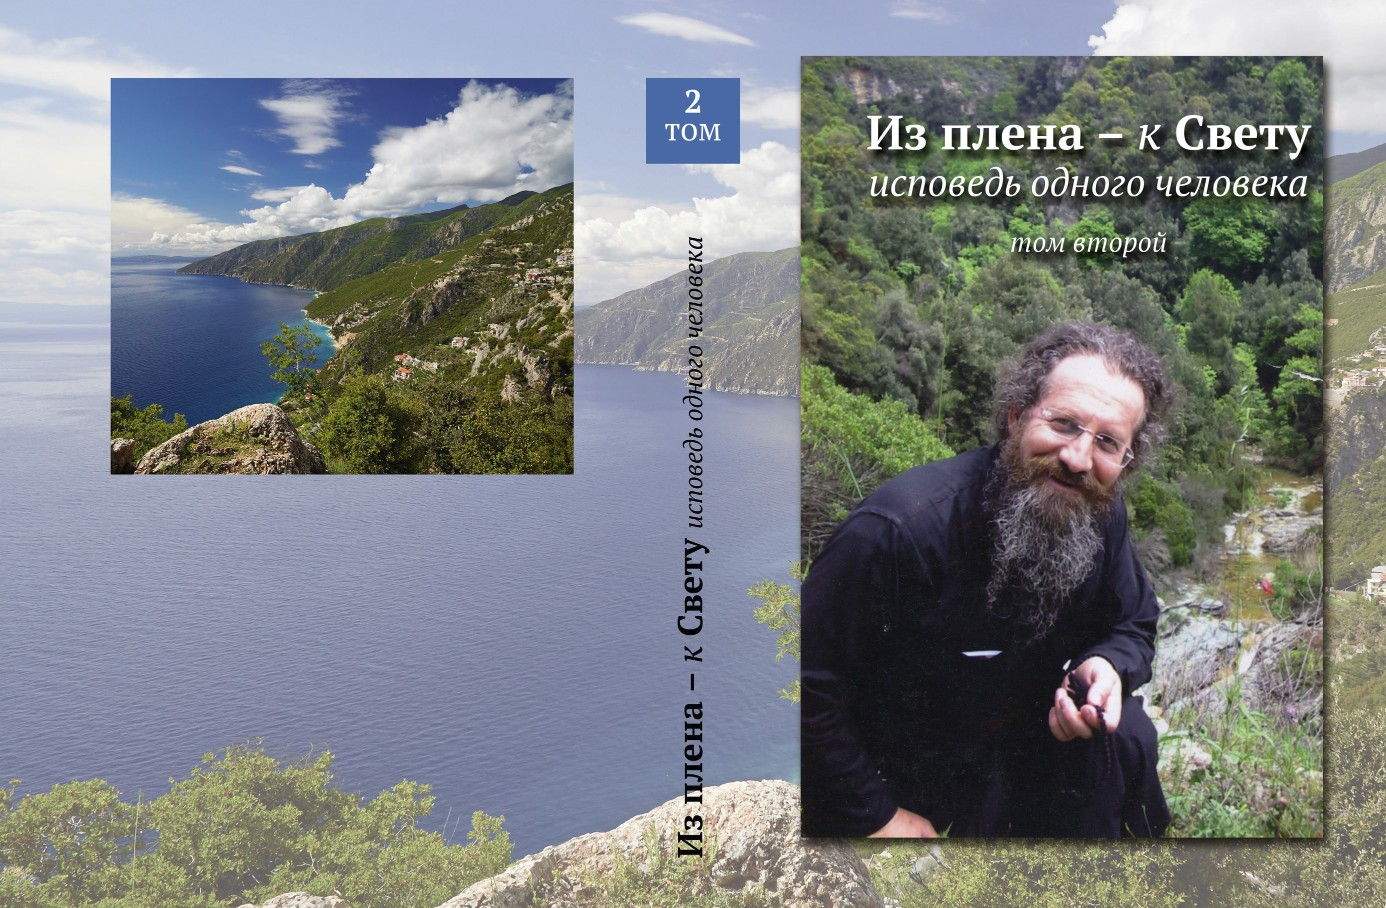 2
том
Из плена – к Свету исповедь одного человека
Из плена – к Свету
исповедь одного человека
том второй